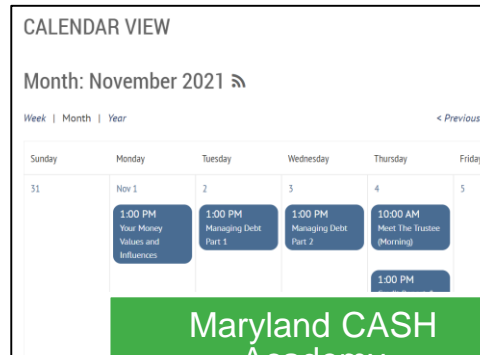 CALENDAR VIEW
Month: November 2021
Week | Month | Year
< Previous
Sunday Monday Tuesday Wednesday Thursday Friday
31 Nov 1 2 3 4 5
1:00 PM
Your Money
Values and
Influences
1:00 PM
Managing Debt
Part 1
1:00 PM
Managing Debt
Part 2
10:00 AM
Meet The Trustee
(Morning)
1:00 PM
Maryland CASH
Academy